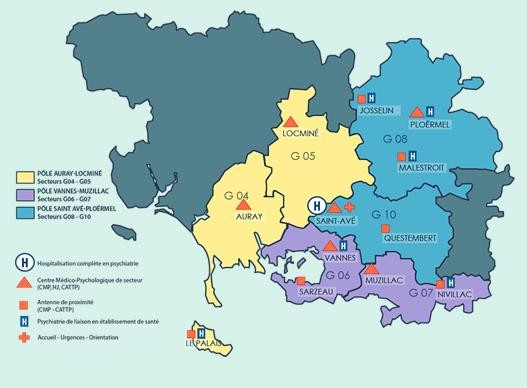 JOSSELIN
H
PLOËRMEL
H
LOCMINÉ
G 05
G 08
H
MALESTROIT
PÔLE AURAY-LOCMINÉ
Secteurs G04 - G05
PÔLE VANNES-MUZILLAC
Secteurs G06 - G07
PÔLE SAINT AVÉ-PLOËRMEL
Secteurs G08 - G10
G 04
AURAY
H
SAINT-AVÉ
G 10
QUESTEMBERT
H
VANNES
G 06
SARZEAU
MUZILLAC
G 07
H
NIVILLAC
H
LE PALAIS
H Hospitalisation complète en psychiatrie
Centre Médico-Psychologique de secteur
(CMP, HJ, CATTP)
Antenne de proximité
(CMP - CATTP)
H Psychiatrie de liaison en établissement de santé
Accueil - Urgences - Orientation